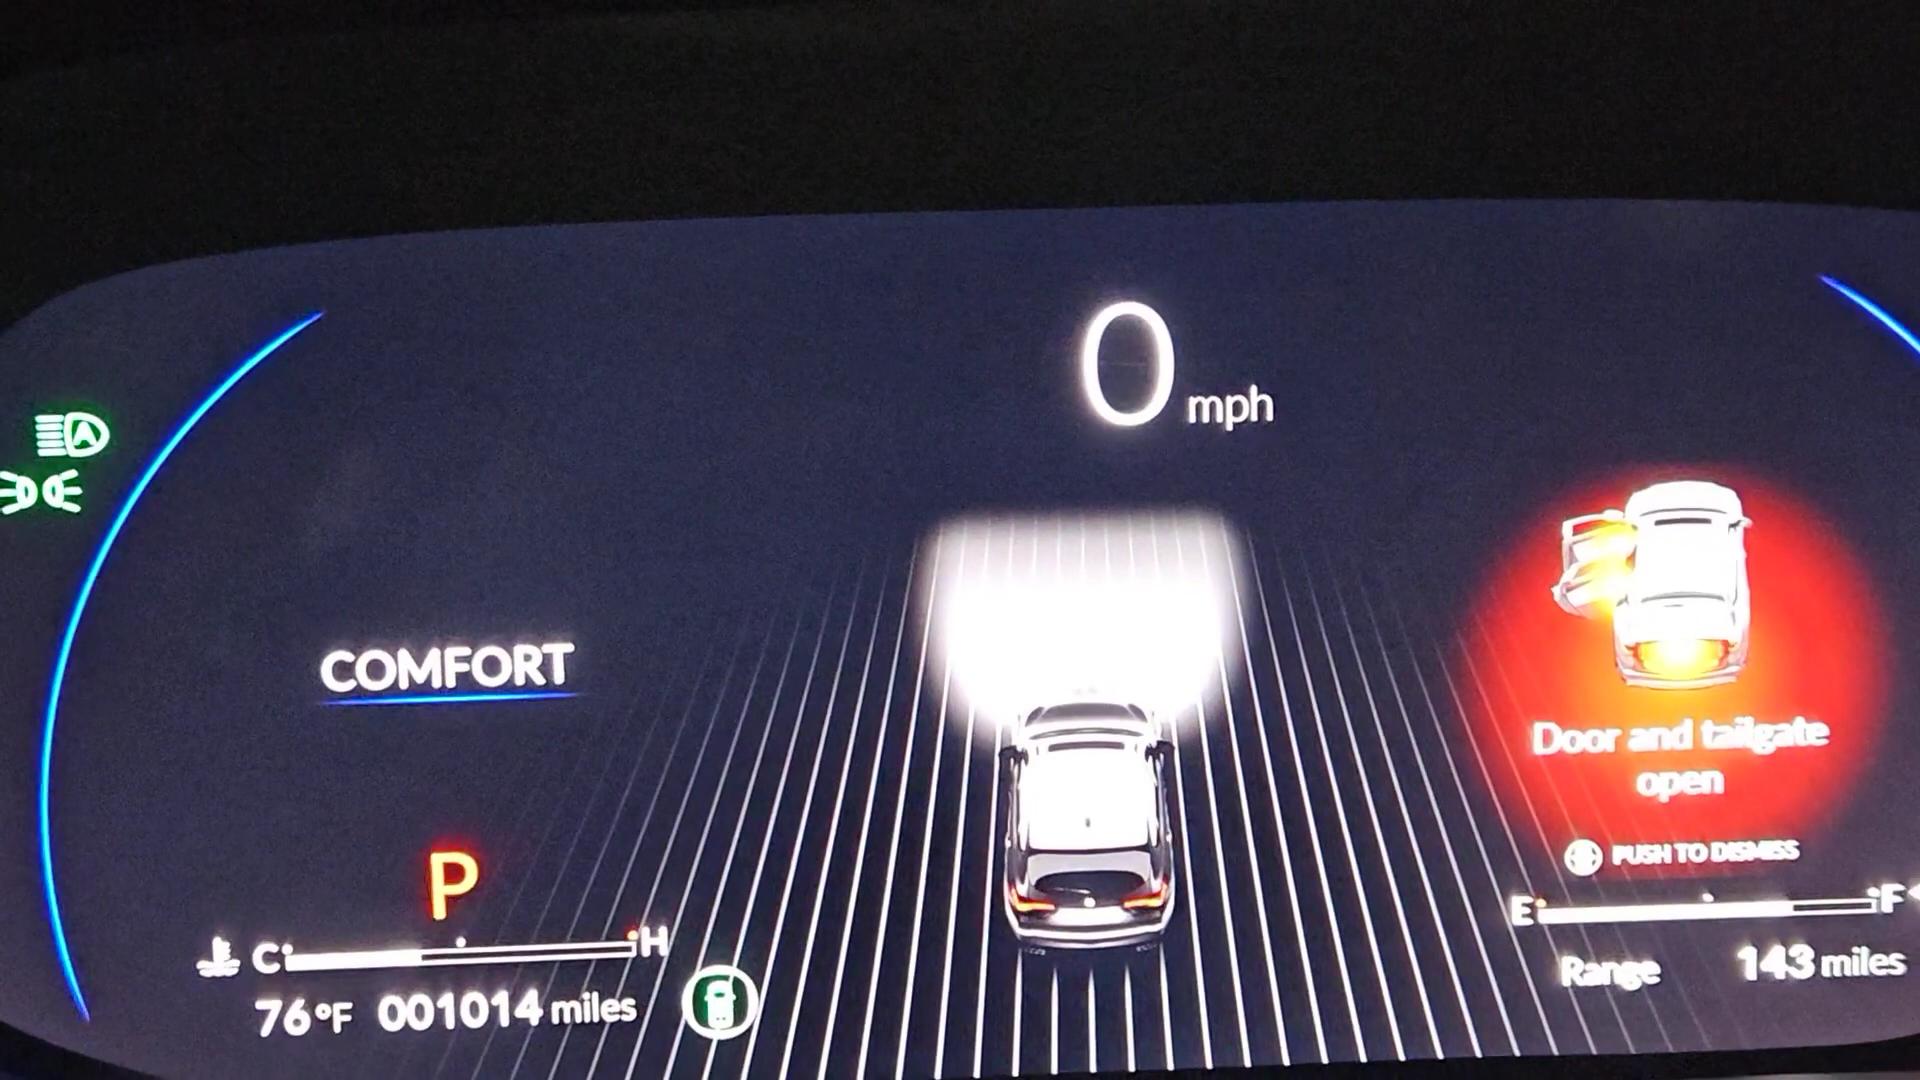 0 mph
COMFORT
Door and tailgate
open
PUSH TO DISMISS
P
E F
C H
Range 143 miles
76°F 001014 miles